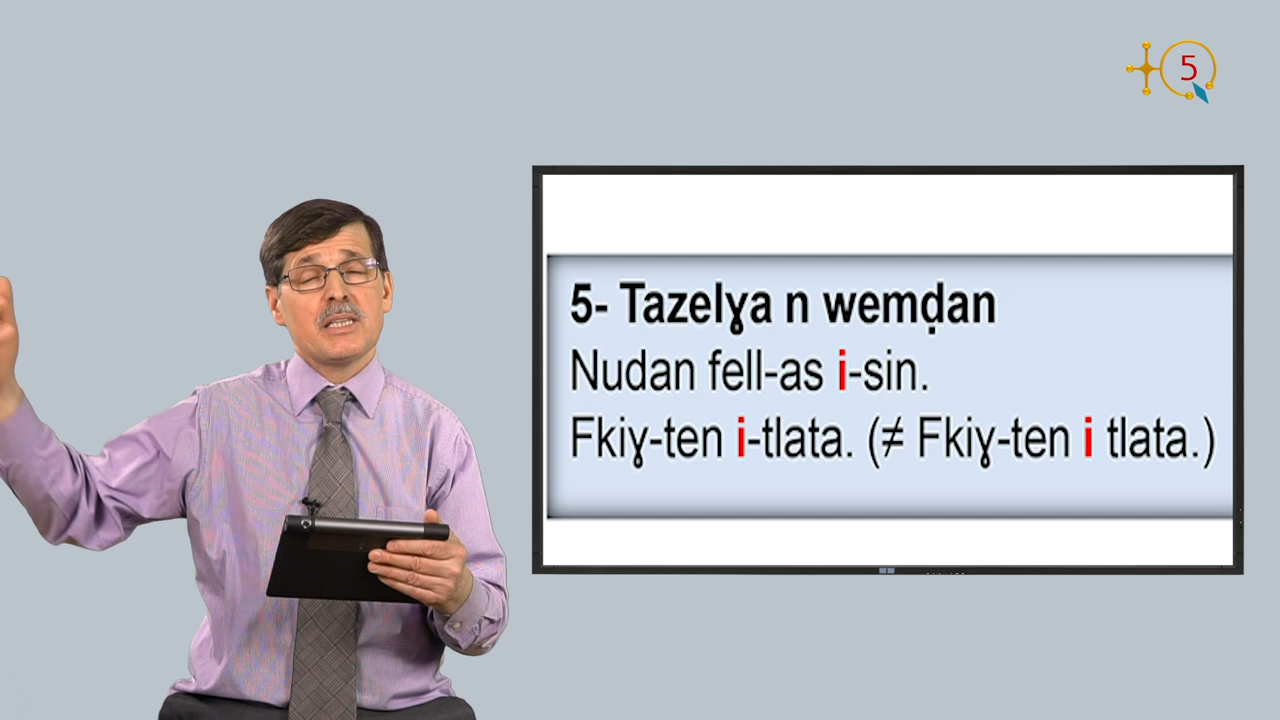 5
5- Tazelɣa n wemḍan
Nudan fell-as i-sin.
Fkiɣ-ten i-tlata. (≠ Fkiɣ-ten i tlata.)